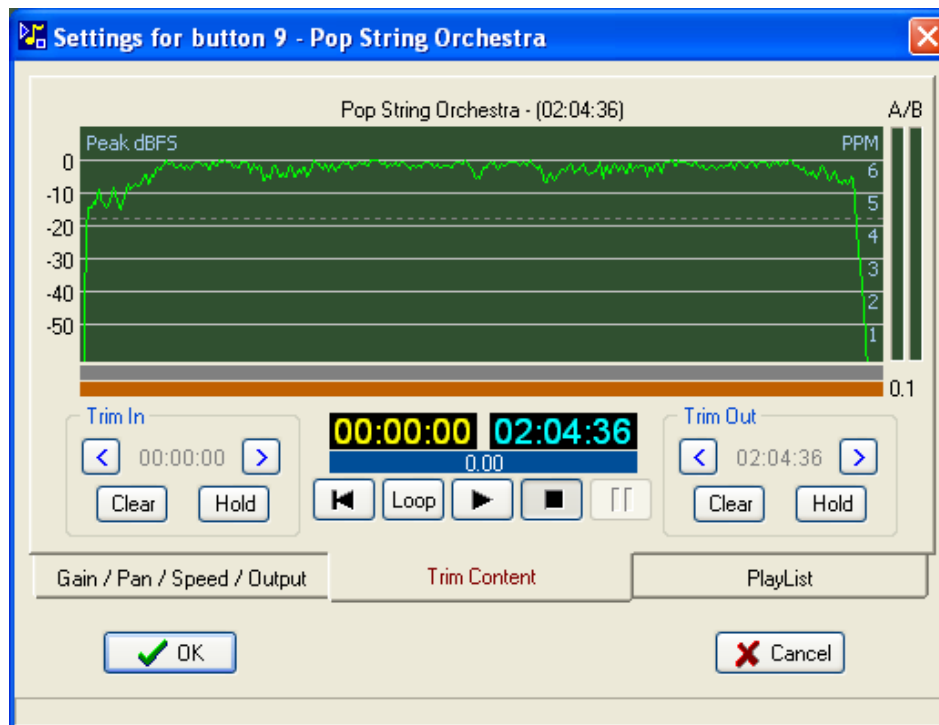 Settings for button 9 - Pop String Orchestra
Pop String Orchestra - (02:04:36)
A/B
Peak dBFS
PPM
0
6
-10
5
-20
4
-30
3
-40
2
-50
1
0.1
Trim In
00:00:00 02:04:36
Trim Out
< 00:00:00 >
0.00
< 02:04:36 >
Clear Hold
Loop
Clear Hold
Gain / Pan / Speed / Output
Trim Content
PlayList
OK
Cancel